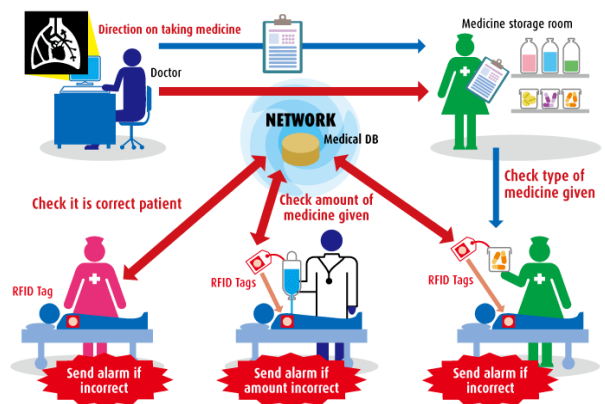 Direction on taking medicine
Medicine storage room
Doctor
NETWORK
Medical DB
Check it is correct patient
Check amount of
medicine given
Check type of
medicine given
RFID Tag
RFID Tags
RFID Tags
Send alarm if
incorrect
Send alarm if
amount incorrect
Send alarm if
incorrect